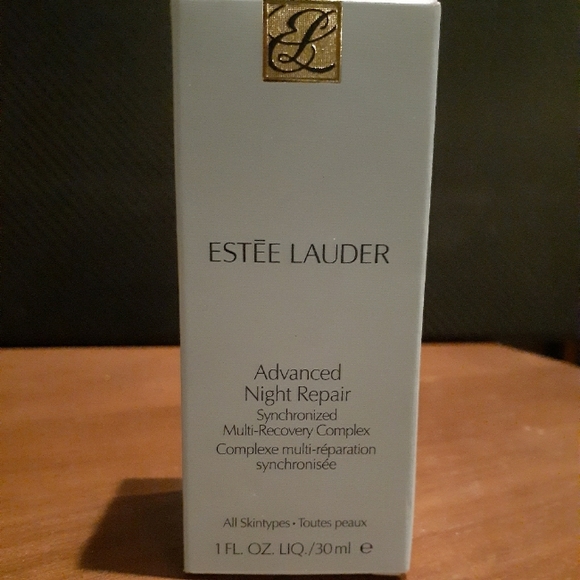 EL
ESTĒE LAUDER
Advanced
Night Repair
Synchronized
Multi-Recovery Complex
Complexe multi-réparation
synchronisée
All Skintypes • Toutes peaux
1 FL. OZ. LIQ./30 ml ℮